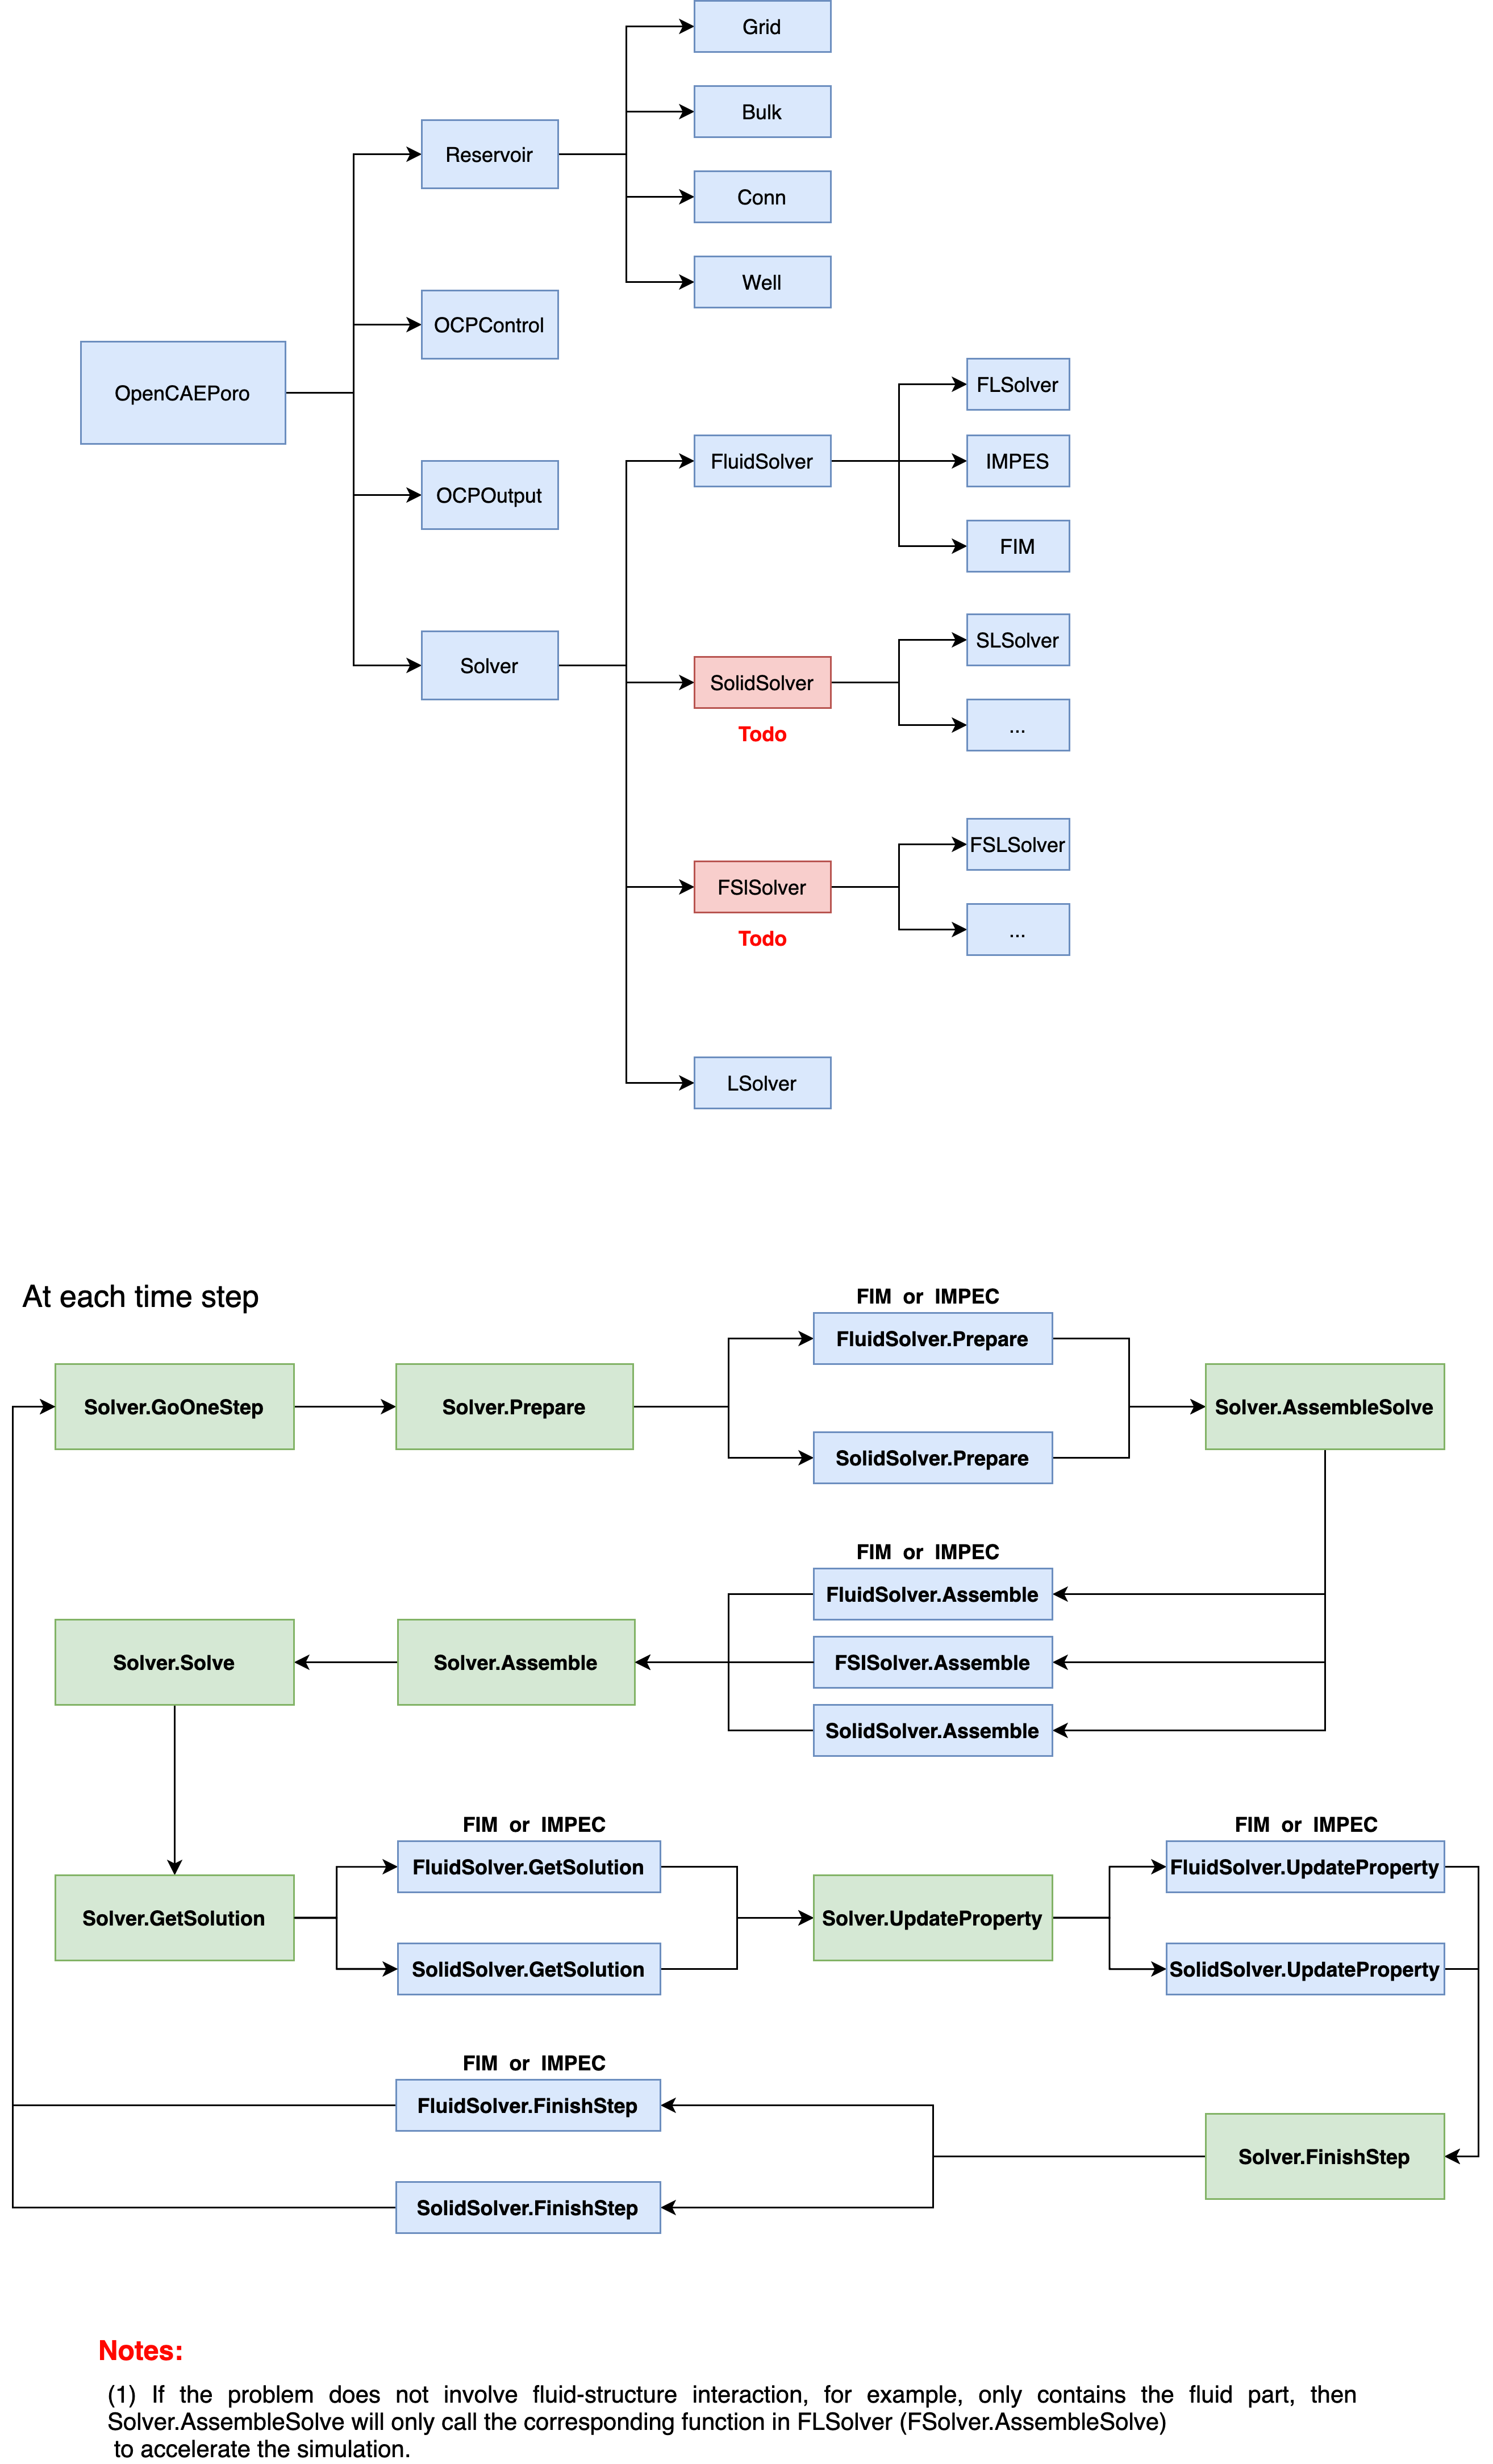 Grid
Bulk
Reservoir
Conn
Well
OCPControl
OpenCAEPoro
OCPOutput
Solver
FluidSolver
FLSolver
IMPES
FIM
SolidSolver
Todo
SLSolver
...
FSISolver
Todo
FSLSolver
...
LSolver
At each time step
FIM or IMPEC
FluidSolver.Prepare
Solver.GoOneStep
Solver.Prepare
Solver.AssembleSolve
SolidSolver.Prepare
FIM or IMPEC
FluidSolver.Assemble
Solver.Solve
Solver.Assemble
FSISolver.Assemble
SolidSolver.Assemble
FIM or IMPEC
FIM or IMPEC
FluidSolver.GetSolution
FluidSolver.UpdateProperty
Solver.GetSolution
Solver.UpdateProperty
SolidSolver.GetSolution
SolidSolver.UpdateProperty
FIM or IMPEC
FluidSolver.FinishStep
Solver.FinishStep
SolidSolver.FinishStep
Notes:
(1) If the problem does not involve fluid-structure interaction, for example, only contains the fluid part, then
Solver.AssembleSolve will only call the corresponding function in FLSolver (FSolver.AssembleSolve)
to accelerate the simulation.